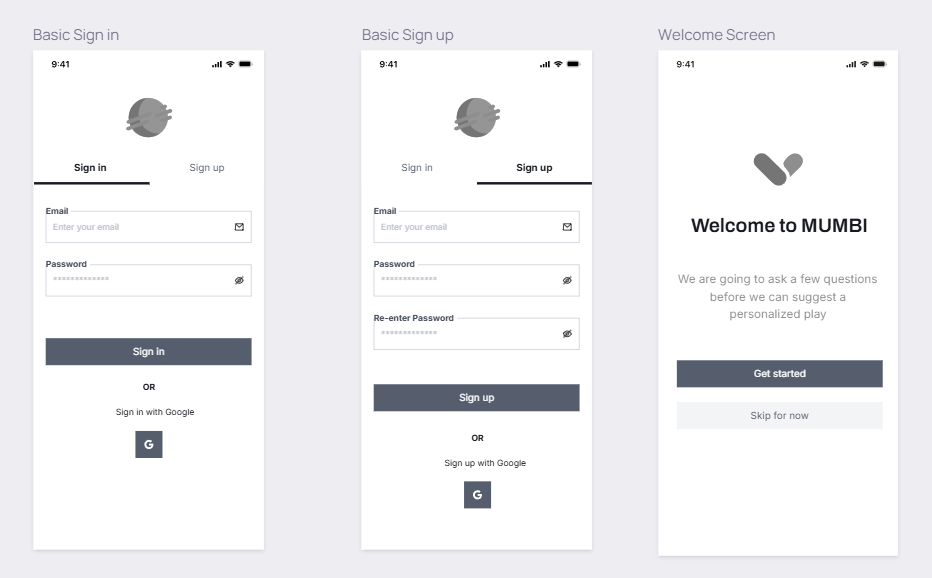 Basic Sign in
9:41
Sign in
Sign up
Email
Enter your email
Password
*************
Sign in
OR
Sign in with Google
G
Basic Sign up
9:41
Sign in
Sign up
Email
Enter your email
Password
*************
Re-enter Password
*************
Sign up
OR
Sign up with Google
G
Welcome Screen
9:41
Welcome to MUMBI
We are going to ask a few questions
before we can suggest a
personalized play
Get started
Skip for now